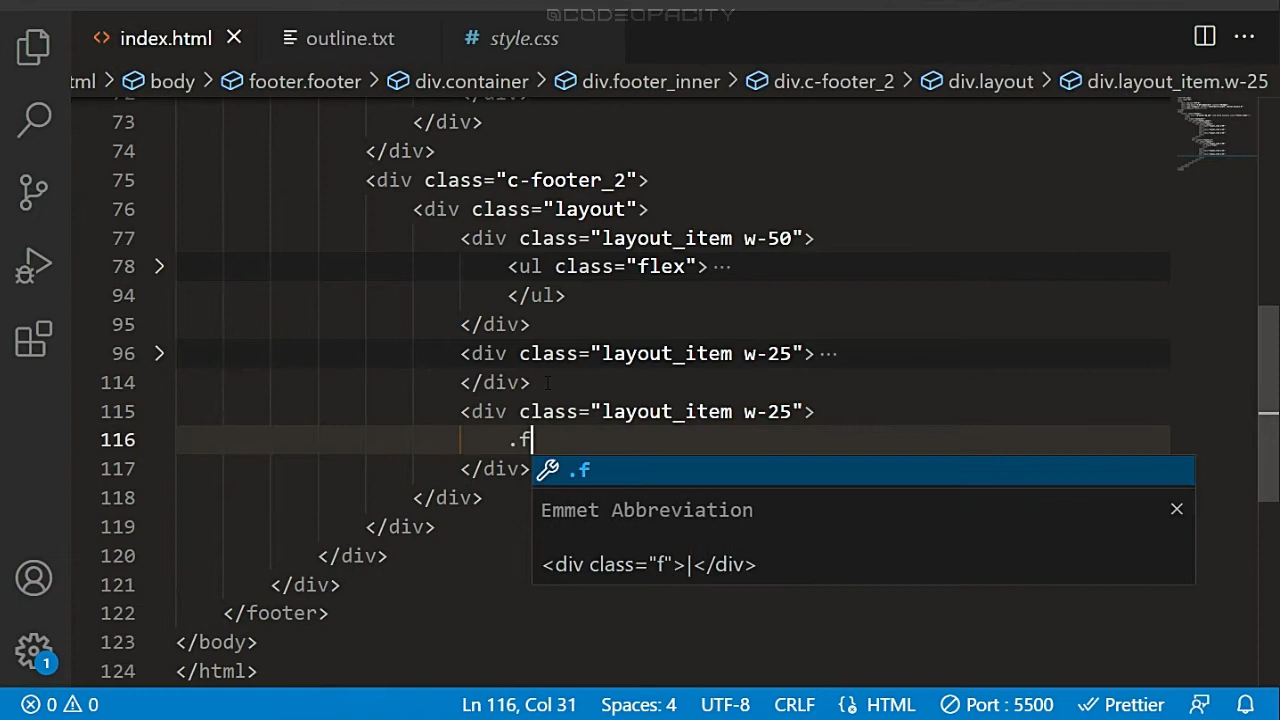 @CODEOPACITY
index.html
outline.txt
style.css
ml > body > footer.footer > div.container > div.footer_inner > div.c-footer_2 > div.layout > div.layout_item.w-25
72 </div>
73 </div>
74 </div>
75 <div class="c-footer_2">
76 <div class="layout">
77 <div class="layout_item w-50">
78 <ul class="flex"> ···
94 </ul>
95 </div>
96 <div class="layout_item w-25"> ···
114 </div>
115 <div class="layout_item w-25">
116 .f
117 </div>
.f
118 </div>
Emmet Abbreviation
119 </div>
120 </div>
<div class="f">|</div>
121 </div>
122 </footer>
123 </body>
124 </html>
1
0 0 Ln 116, Col 31 Spaces: 4 UTF-8 CRLF HTML Port : 5500 Prettier